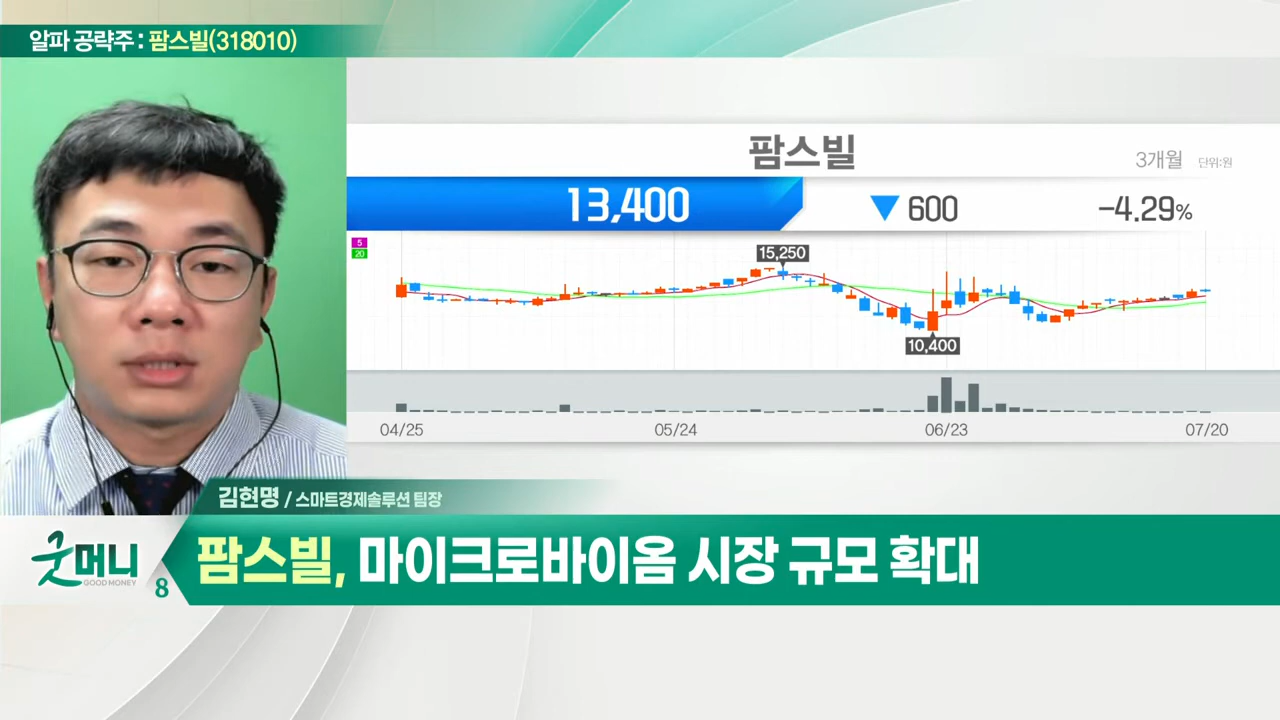 알파 공략주 : 팜스빌(318010)
팜스빌
3개월 단위:원
13,400 ▼ 600 -4.29%
5
20
15,250
10,400
04/25 05/24 06/23 07/20
김현명 / 스마트경제솔루션 팀장
굿머니
GOOD MONEY
8
팜스빌, 마이크로바이옴 시장 규모 확대